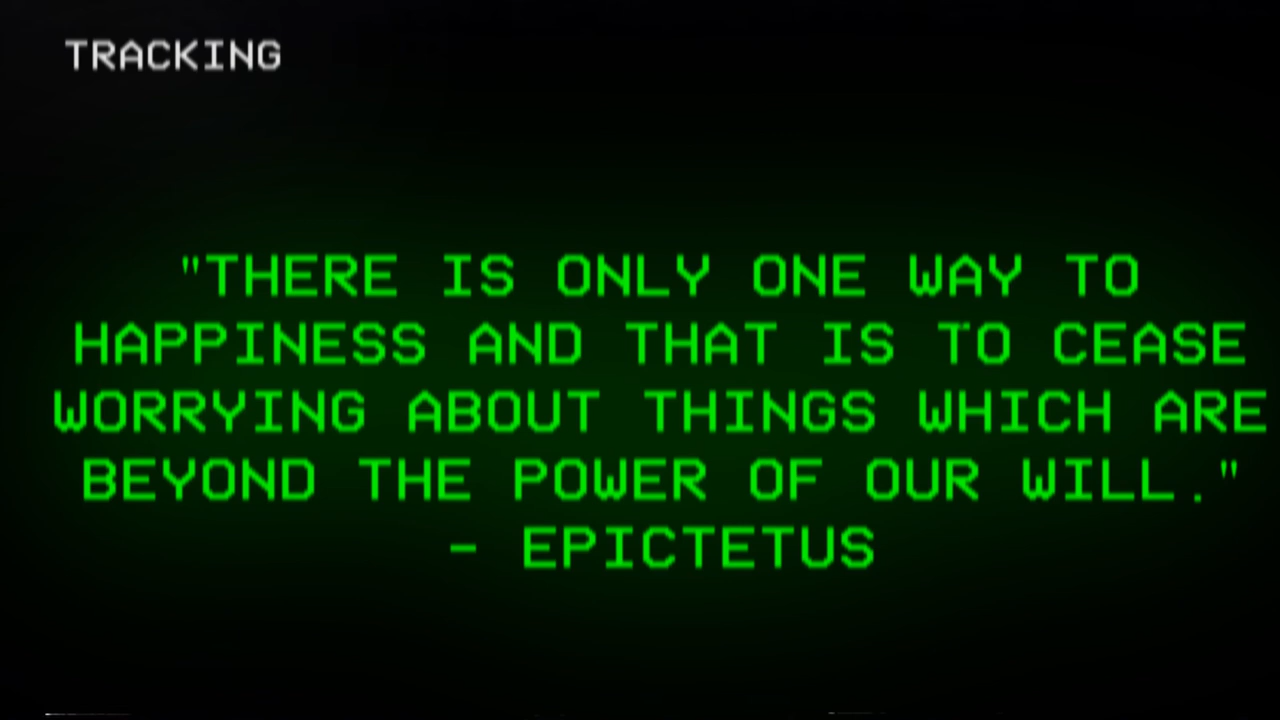 TRACKING
"THERE IS ONLY ONE WAY TO
HAPPINESS AND THAT IS TO CEASE
WORRYING ABOUT THINGS WHICH ARE
BEYOND THE POWER OF OUR WILL."
- EPICTETUS